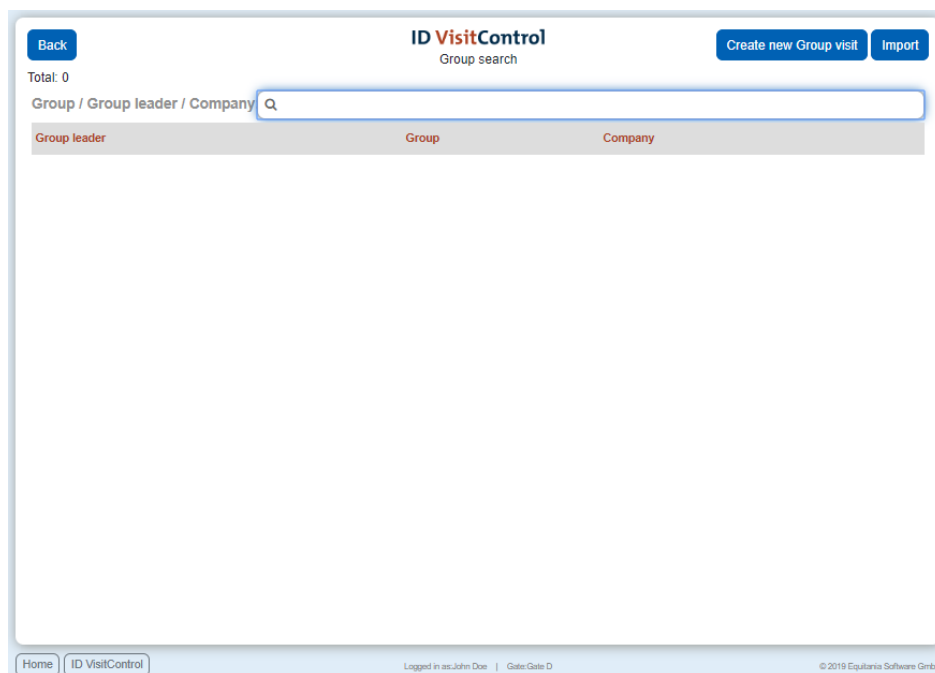 Back
ID VisitControl
Group search
Create new Group visit
Import
Total: 0
Group / Group leader / Company
Group leader
Group
Company
Home
ID VisitControl
Logged in as:John Doe | Gate:Gate D
© 2019 Equitania Software